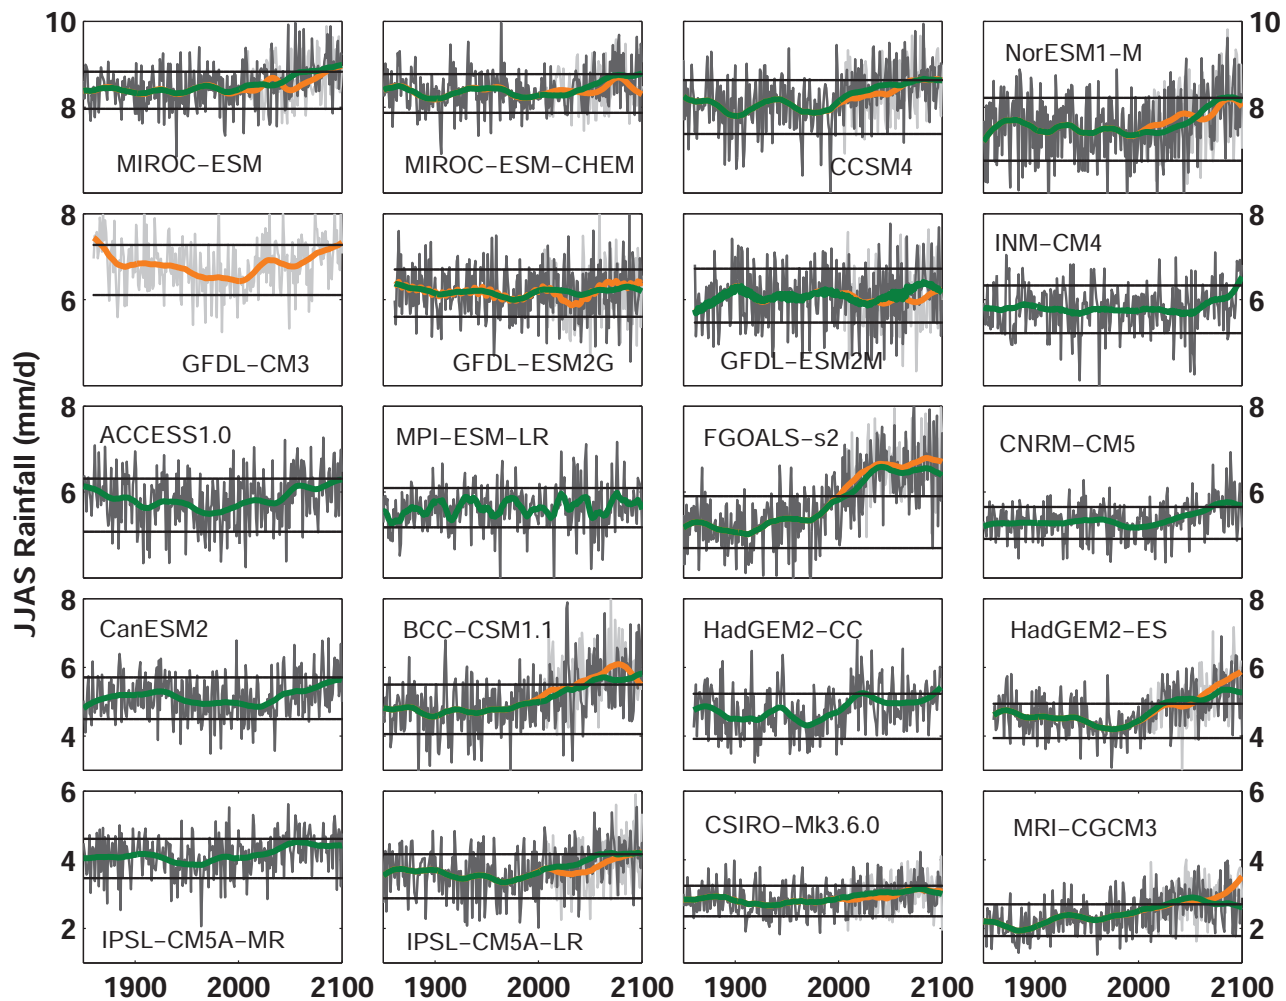 10
10
MIROC−ESM
MIROC−ESM−CHEM
CCSM4
NorESM1−M
8
8
8
8
GFDL−CM3
GFDL−ESM2G
GFDL−ESM2M
INM−CM4
6
6
JJAS Rainfall (mm/d)
8
8
ACCESS1.0
MPI−ESM−LR
FGOALS−s2
CNRM−CM5
6
6
8
8
CanESM2
BCC−CSM1.1
HadGEM2−CC
HadGEM2−ES
6
6
4
4
6
6
IPSL−CM5A−MR
IPSL−CM5A−LR
CSIRO−Mk3.6.0
MRI−CGCM3
4
4
2
2
1900 2000 2100
1900 2000 2100
1900 2000 2100
1900 2000 2100